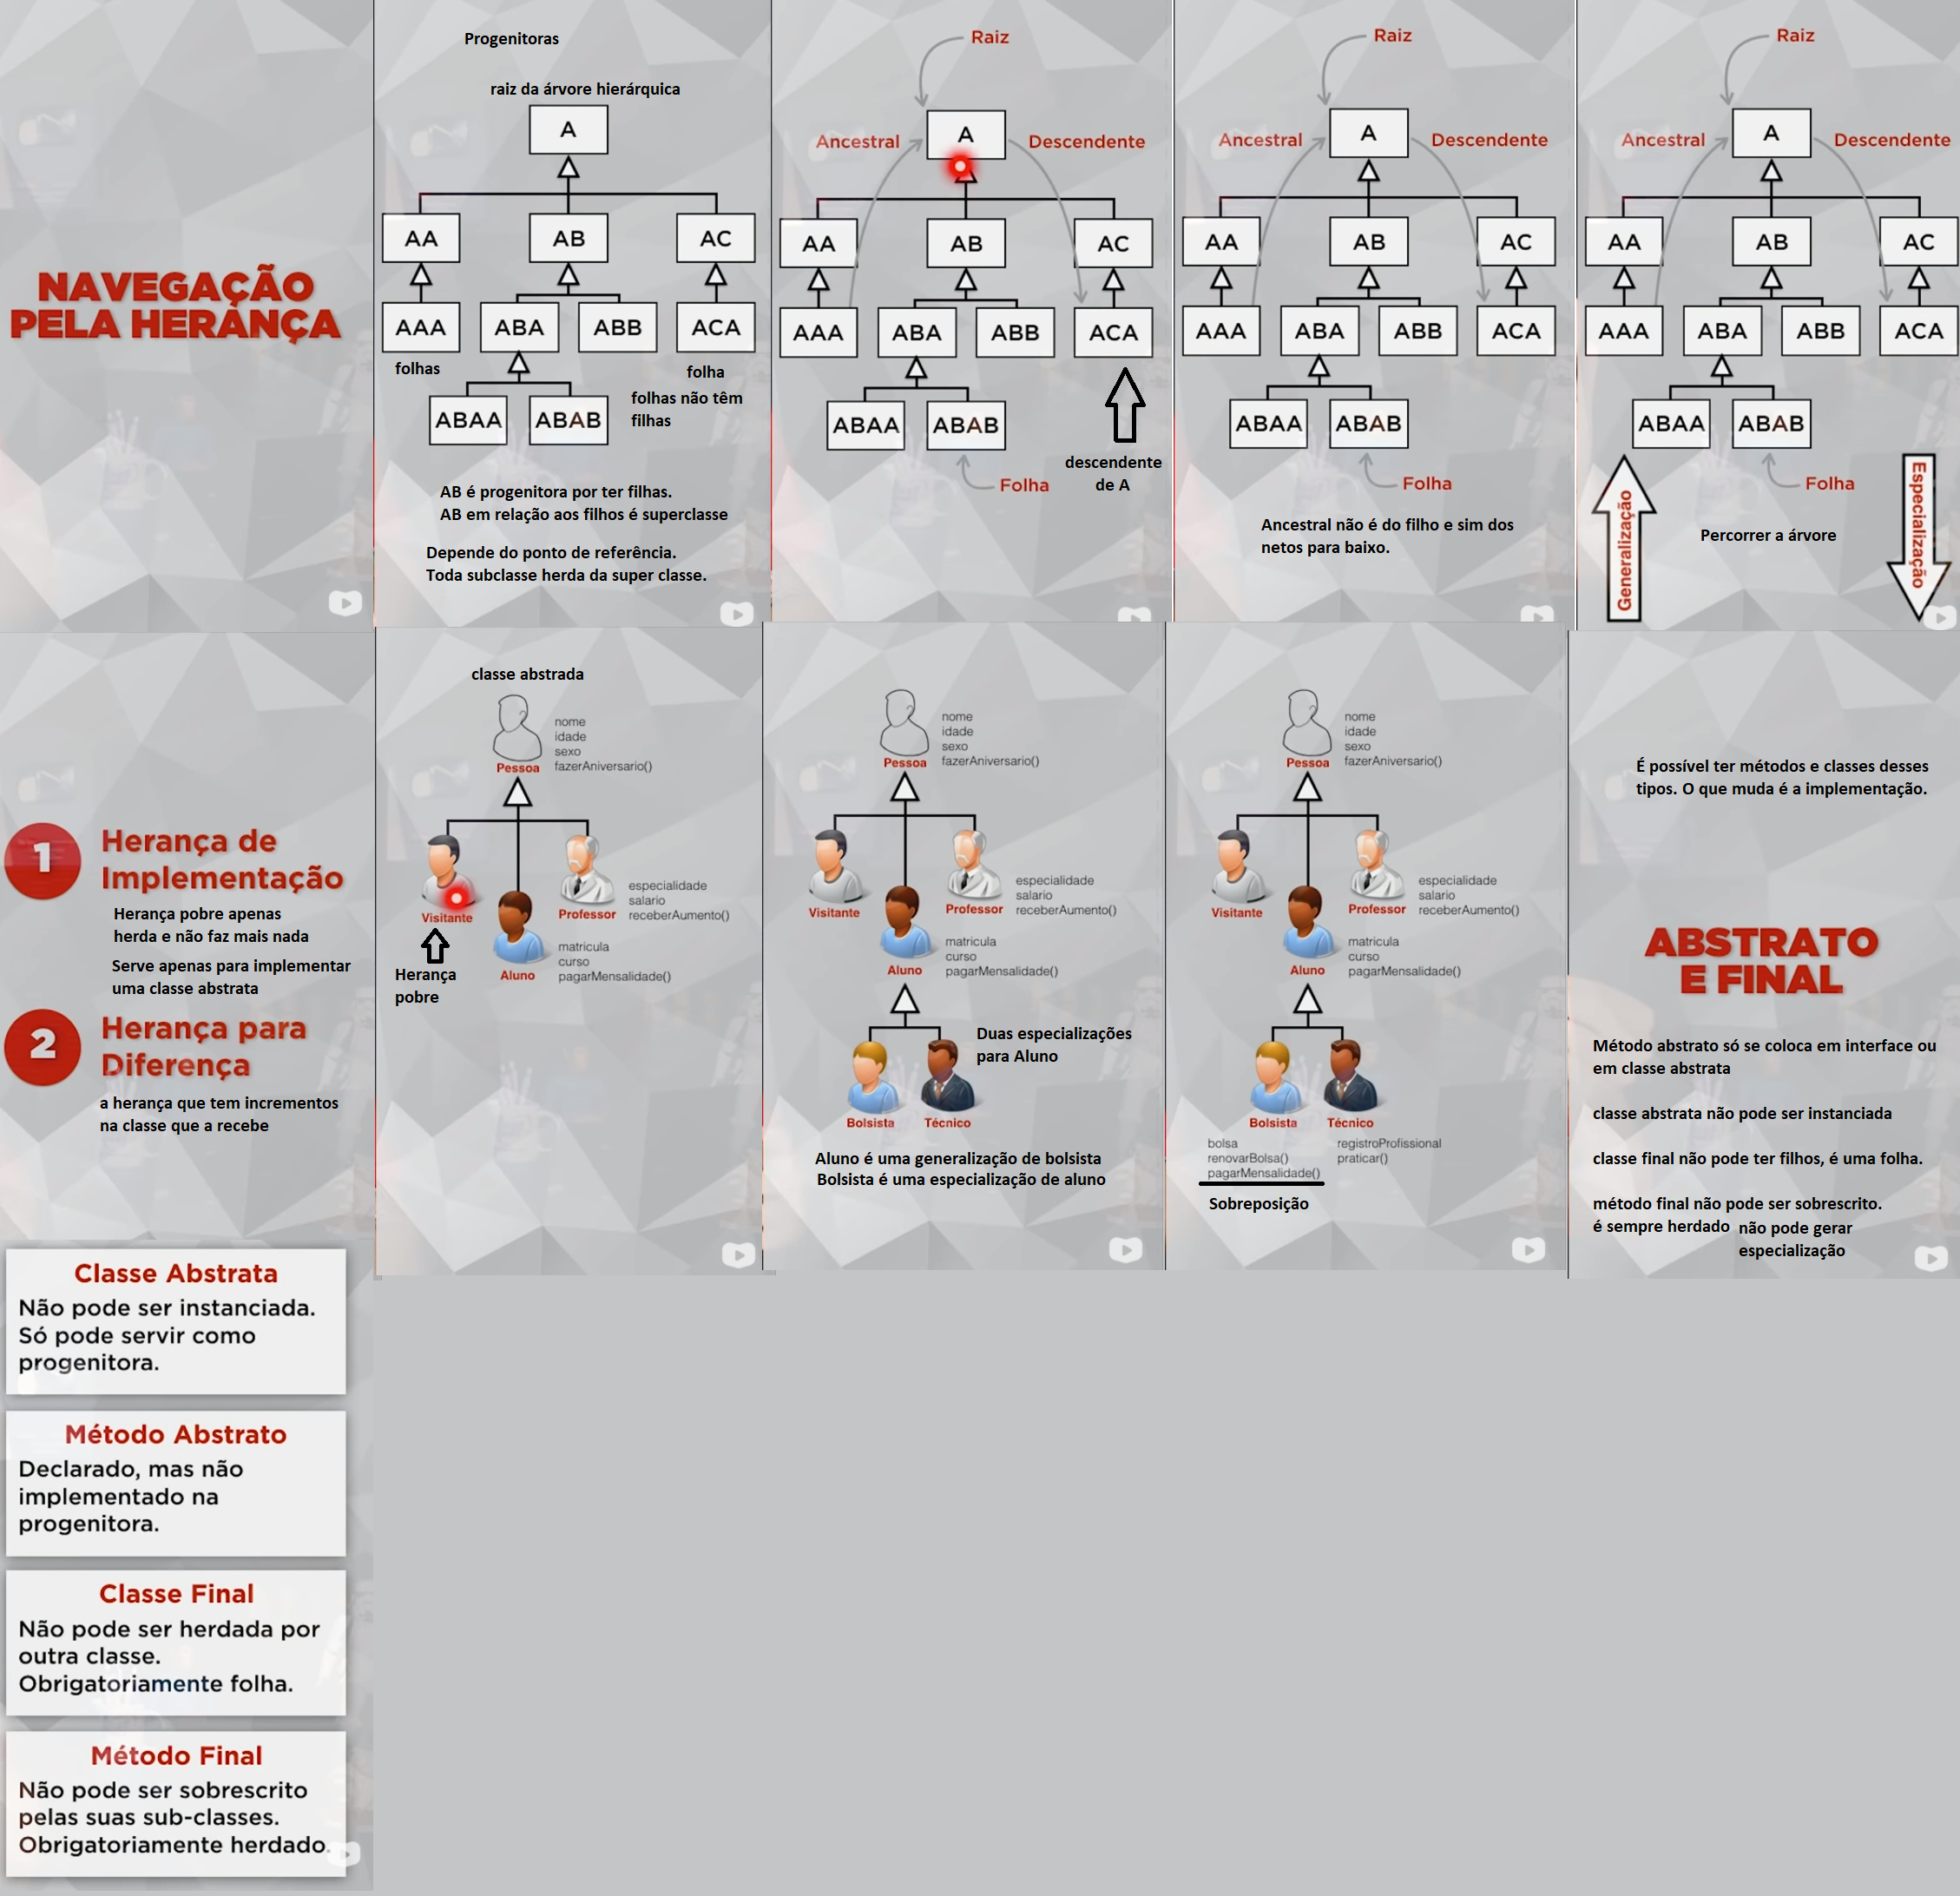 NAVEGAÇÃO
PELA HERANÇA
Progenitoras
raiz da árvore hierárquica
A
AA
AB
AC
AAA
ABA
ABB
ACA
folhas
folha
folhas não têm
filhas
ABAA
ABAB
AB é progenitora por ter filhas.
AB em relação aos filhos é superclasse
Depende do ponto de referência.
Toda subclasse herda da super classe.
Raiz
Ancestral
A
Descendente
AA
AB
AC
AAA
ABA
ABB
ACA
ABAA
ABAB
descendente
de A
Folha
Raiz
Ancestral
A
Descendente
AA
AB
AC
AAA
ABA
ABB
ACA
ABAA
ABAB
Folha
Ancestral não é do filho e sim dos
netos para baixo.
Raiz
Ancestral
A
Descendente
AA
AB
AC
AAA
ABA
ABB
ACA
ABAA
ABAB
Folha
Generalização
Percorrer a árvore
Especialização
1
Herança de
Implementação
Herança pobre apenas
herda e não faz mais nada
Serve apenas para implementar
uma classe abstrata
2
Herança para
Diferença
a herança que tem incrementos
na classe que a recebe
classe abstrada
nome
idade
sexo
fazerAniversario()
Pessoa
Visitante
Professor
especialidade
salario
receberAumento()
Herança
pobre
Aluno
matricula
curso
pagarMensalidade()
nome
idade
sexo
fazerAniversario()
Pessoa
Visitante
Professor
especialidade
salario
receberAumento()
Aluno
matricula
curso
pagarMensalidade()
Duas especializações
para Aluno
Bolsista
Técnico
Aluno é uma generalização de bolsista
Bolsista é uma especialização de aluno
nome
idade
sexo
fazerAniversario()
Pessoa
Visitante
Professor
especialidade
salario
receberAumento()
Aluno
matricula
curso
pagarMensalidade()
Bolsista
Técnico
bolsa
renovarBolsa()
pagarMensalidade()
registroProfissional
praticar()
Sobreposição
É possível ter métodos e classes desses
tipos. O que muda é a implementação.
ABSTRATO
E FINAL
Método abstrato só se coloca em interface ou
em classe abstrata
classe abstrata não pode ser instanciada
classe final não pode ter filhos, é uma folha.
método final não pode ser sobrescrito.
é sempre herdado
não pode gerar
especialização
Classe Abstrata
Não pode ser instanciada.
Só pode servir como
progenitora.
Método Abstrato
Declarado, mas não
implementado na
progenitora.
Classe Final
Não pode ser herdada por
outra classe.
Obrigatoriamente folha.
Método Final
Não pode ser sobrescrito
pelas suas sub-classes.
Obrigatoriamente herdado.